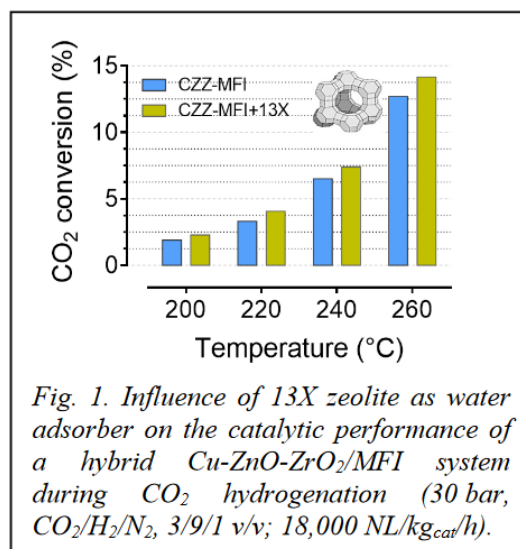 CO₂ conversion (%)
15
10
5
0
CZZ-MFI
CZZ-MFI+13X
200 220 240 260
Temperature (°C)
Fig. 1. Influence of 13X zeolite as water
adsorber on the catalytic performance of
a hybrid Cu-ZnO-ZrO₂/MFI system
during CO₂ hydrogenation (30 bar,
CO₂/H₂/N₂, 3/9/1 v/v; 18,000 NL/kg_cat/h).